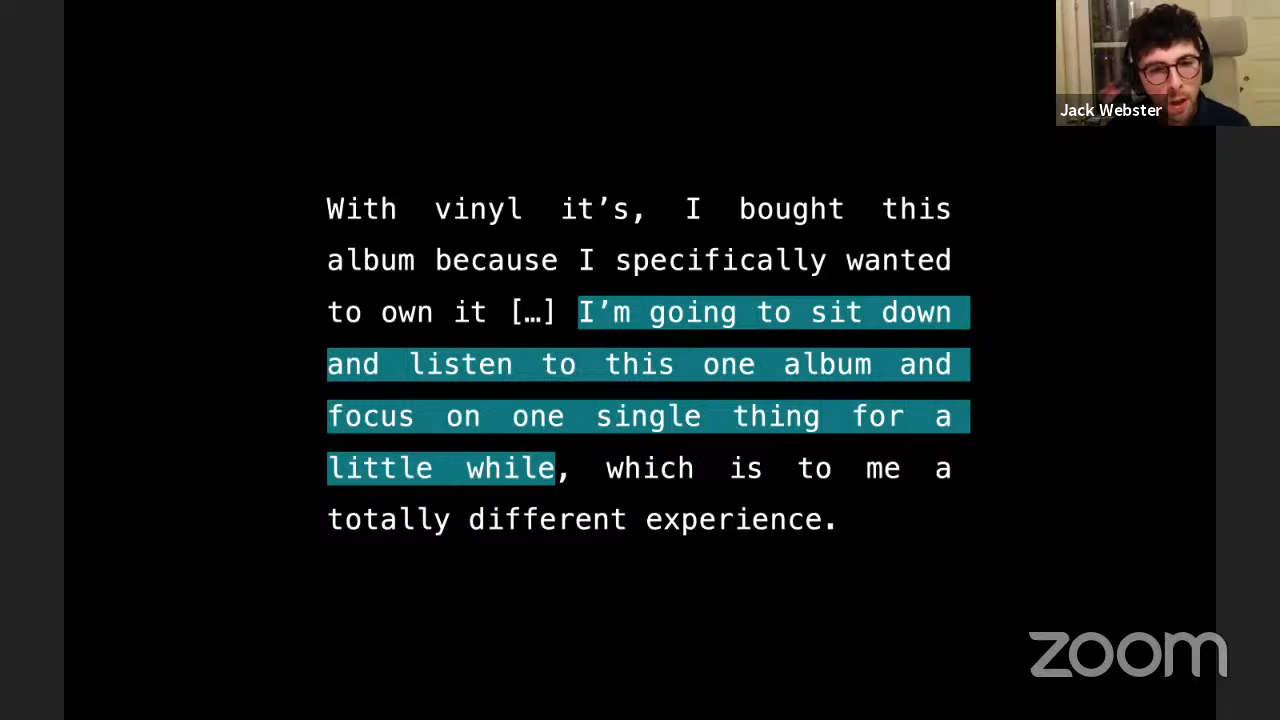 Jack Webster
With vinyl it’s, I bought this
album because I specifically wanted
to own it […] I’m going to sit down
and listen to this one album and
focus on one single thing for a
little while, which is to me a
totally different experience.
zoom